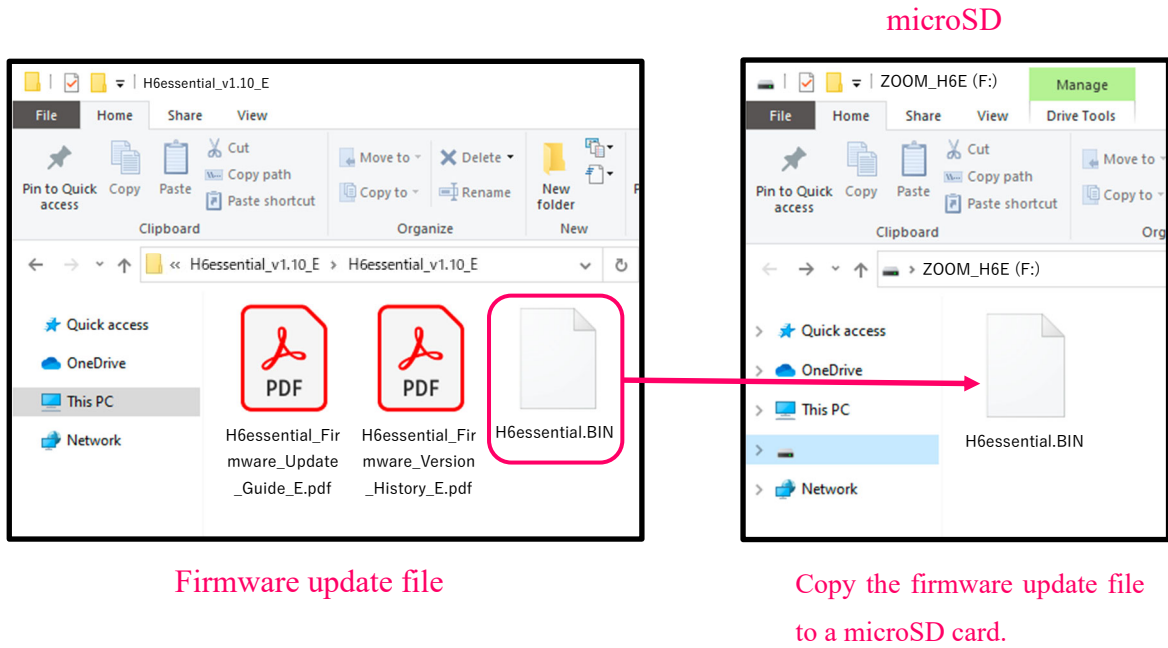 microSD
H6essential_v1.10_E
File Home Share View
Pin to Quick access
Copy
Paste
Cut
Copy path
Paste shortcut
Clipboard
Move to
Copy to
Delete
Rename
Organize
New folder
New
« H6essential_v1.10_E > H6essential_v1.10_E
Quick access
OneDrive
This PC
Network
PDF
H6essential_Fir
mware_Update
_Guide_E.pdf
PDF
H6essential_Fir
mware_Version
_History_E.pdf
H6essential.BIN
Firmware update file
ZOOM_H6E (F:)
Manage
File Home Share View Drive Tools
Pin to Quick access
Copy
Paste
Cut
Copy path
Paste shortcut
Clipboard
Move to
Copy to
Org
> ZOOM_H6E (F:)
> Quick access
> OneDrive
> This PC
>
> Network
H6essential.BIN
Copy the firmware update file
to a microSD card.